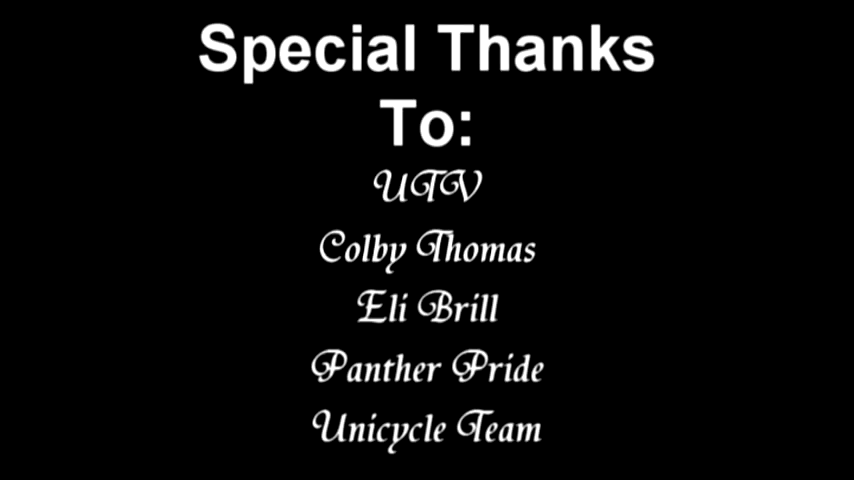 Special Thanks
To:
UTV
Colby Thomas
Eli Brill
Panther Pride
Unicycle Team